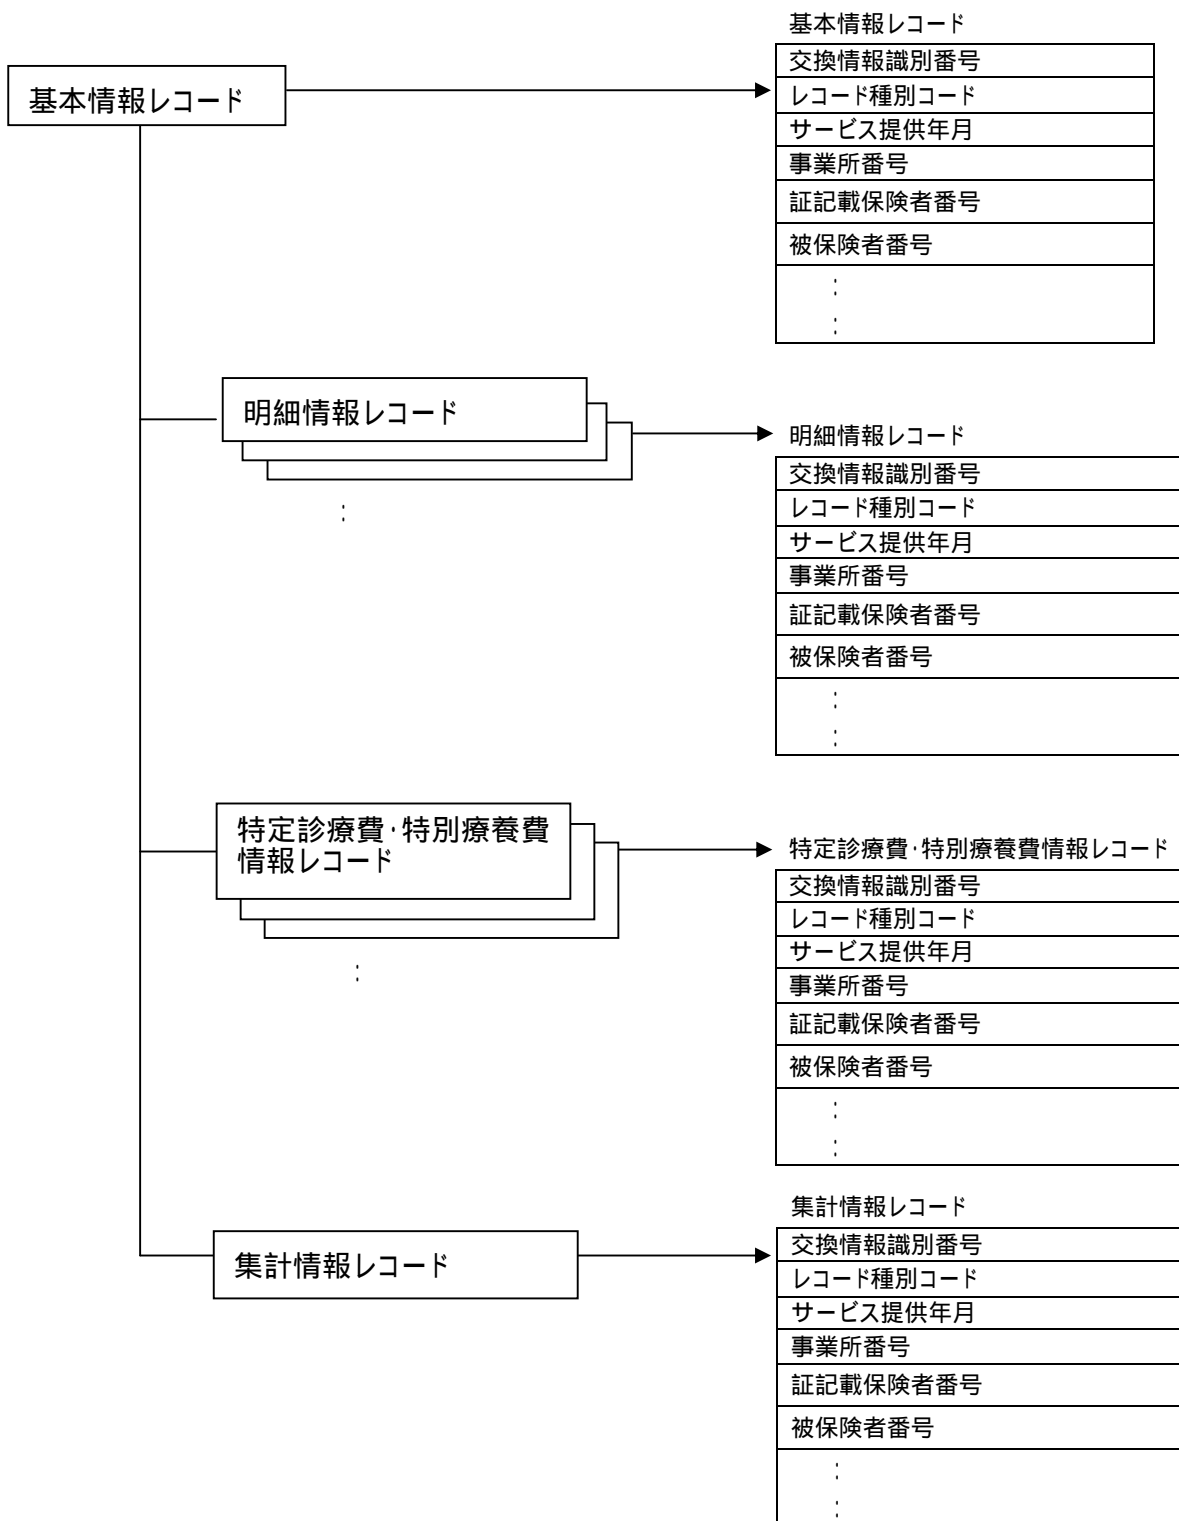 基本情報レコード
基本情報レコード
交換情報識別番号
レコード種別コード
サービス提供年月
事業所番号
証記載保険者番号
被保険者番号
:
:
明細情報レコード
:
明細情報レコード
交換情報識別番号
レコード種別コード
サービス提供年月
事業所番号
証記載保険者番号
被保険者番号
:
:
特定診療費・特別療養費
情報レコード
:
特定診療費・特別療養費情報レコード
交換情報識別番号
レコード種別コード
サービス提供年月
事業所番号
証記載保険者番号
被保険者番号
:
:
集計情報レコード
集計情報レコード
交換情報識別番号
レコード種別コード
サービス提供年月
事業所番号
証記載保険者番号
被保険者番号
:
: